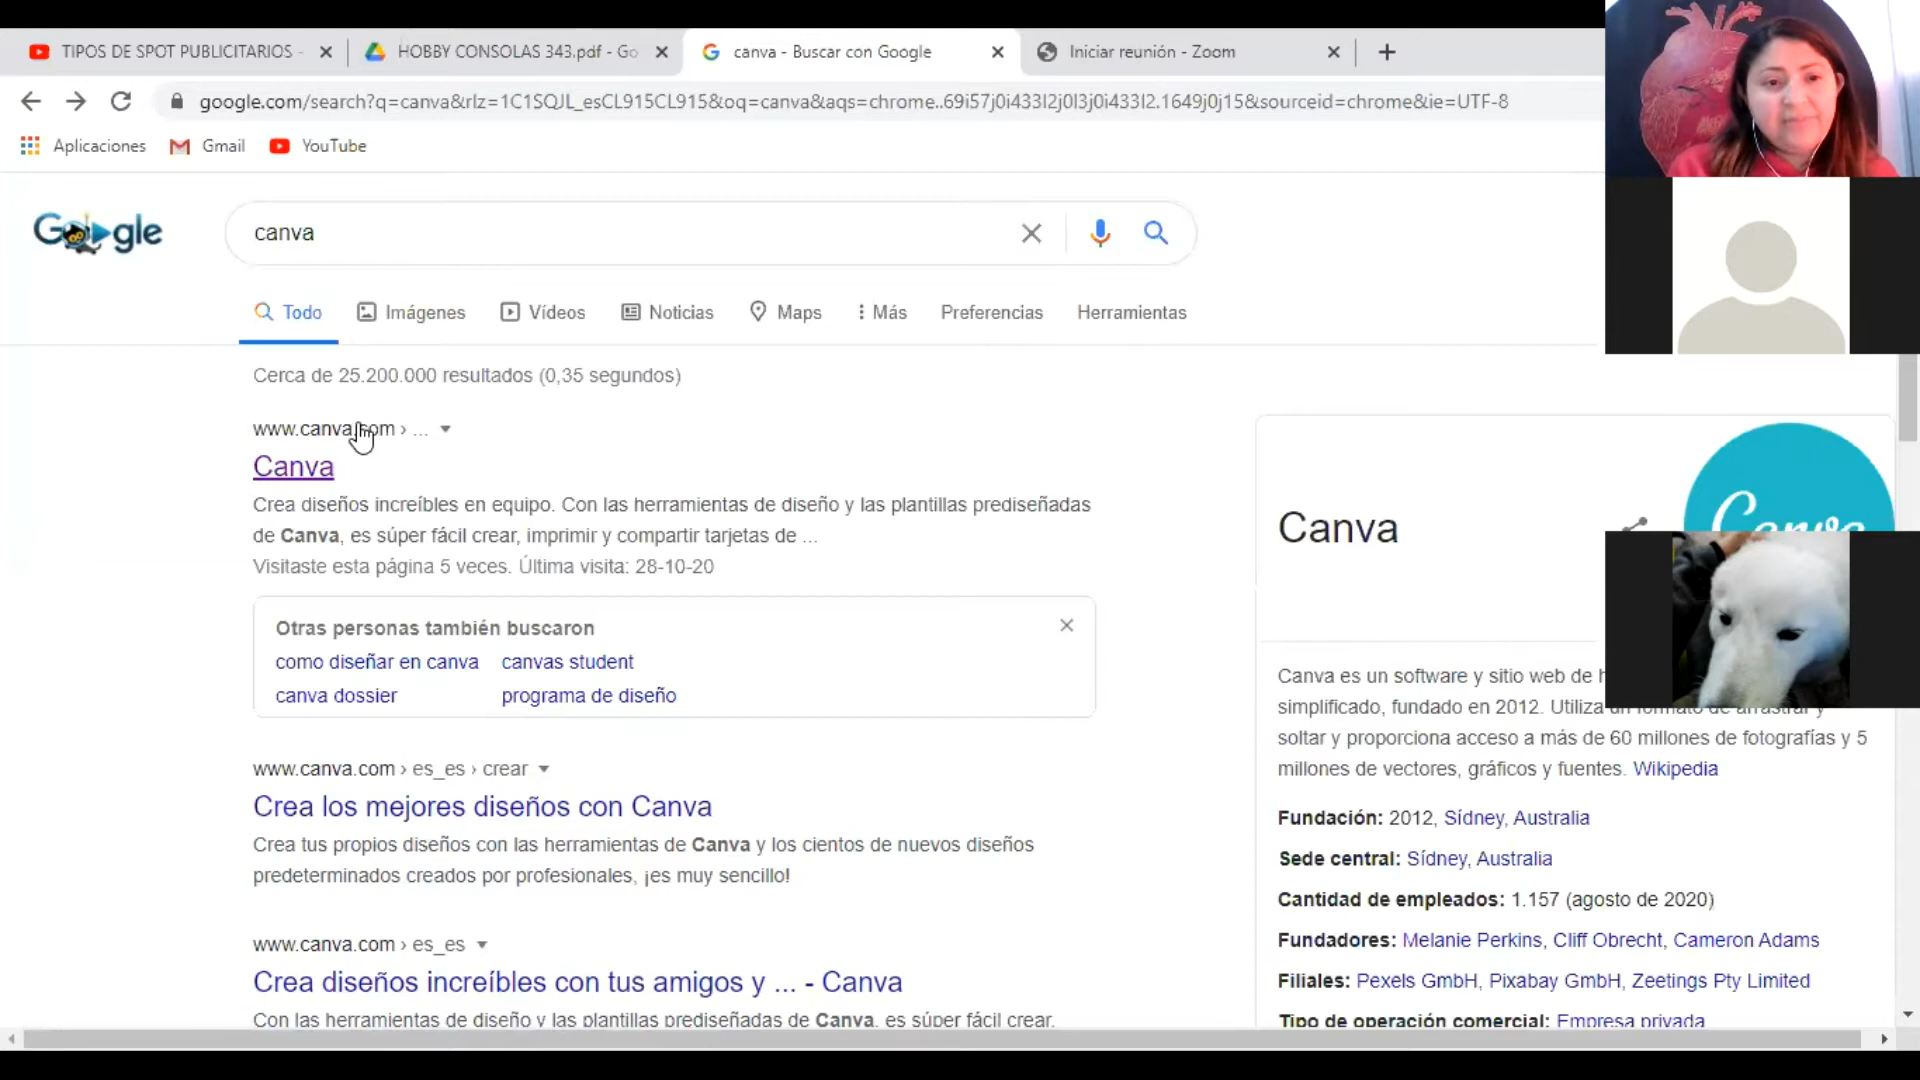 TIPOS DE SPOT PUBLICITARIOS -
HOBBY CONSOLAS 343.pdf - Go
canva - Buscar con Google
Iniciar reunión - Zoom
google.com/search?q=canva&rlz=1C1SQJL_esCL915CL915&oq=canva&aqs=chrome..69i57j0i433l2j0l3j0i433l2.1649j0j15&sourceid=chrome&ie=UTF-8
Aplicaciones
Gmail
YouTube
Google
canva
Todo
Imágenes
Vídeos
Noticias
Maps
Más
Preferencias
Herramientas
Cerca de 25.200.000 resultados (0,35 segundos)
www.canva.com › ...
Canva
Crea diseños increíbles en equipo. Con las herramientas de diseño y las plantillas prediseñadas
de Canva, es súper fácil crear, imprimir y compartir tarjetas de ...
Visitaste esta página 5 veces. Última visita: 28-10-20
Otras personas también buscaron
como diseñar en canva
canvas student
canva dossier
programa de diseño
www.canva.com › es_es › crear
Crea los mejores diseños con Canva
Crea tus propios diseños con las herramientas de Canva y los cientos de nuevos diseños
predeterminados creados por profesionales, ¡es muy sencillo!
www.canva.com › es_es
Crea diseños increíbles con tus amigos y ... - Canva
Con las herramientas de diseño y las plantillas prediseñadas de Canva, es súper fácil crear,
Canva
Canva
Canva es un software y sitio web de
simplificado, fundado en 2012. Utiliza un formato de arrastrar y
soltar y proporciona acceso a más de 60 millones de fotografías y 5
millones de vectores, gráficos y fuentes. Wikipedia
Fundación: 2012, Sídney, Australia
Sede central: Sídney, Australia
Cantidad de empleados: 1.157 (agosto de 2020)
Fundadores: Melanie Perkins, Cliff Obrecht, Cameron Adams
Filiales: Pexels GmbH, Pixabay GmbH, Zeetings Pty Limited
Tipo de operación comercial: Empresa privada